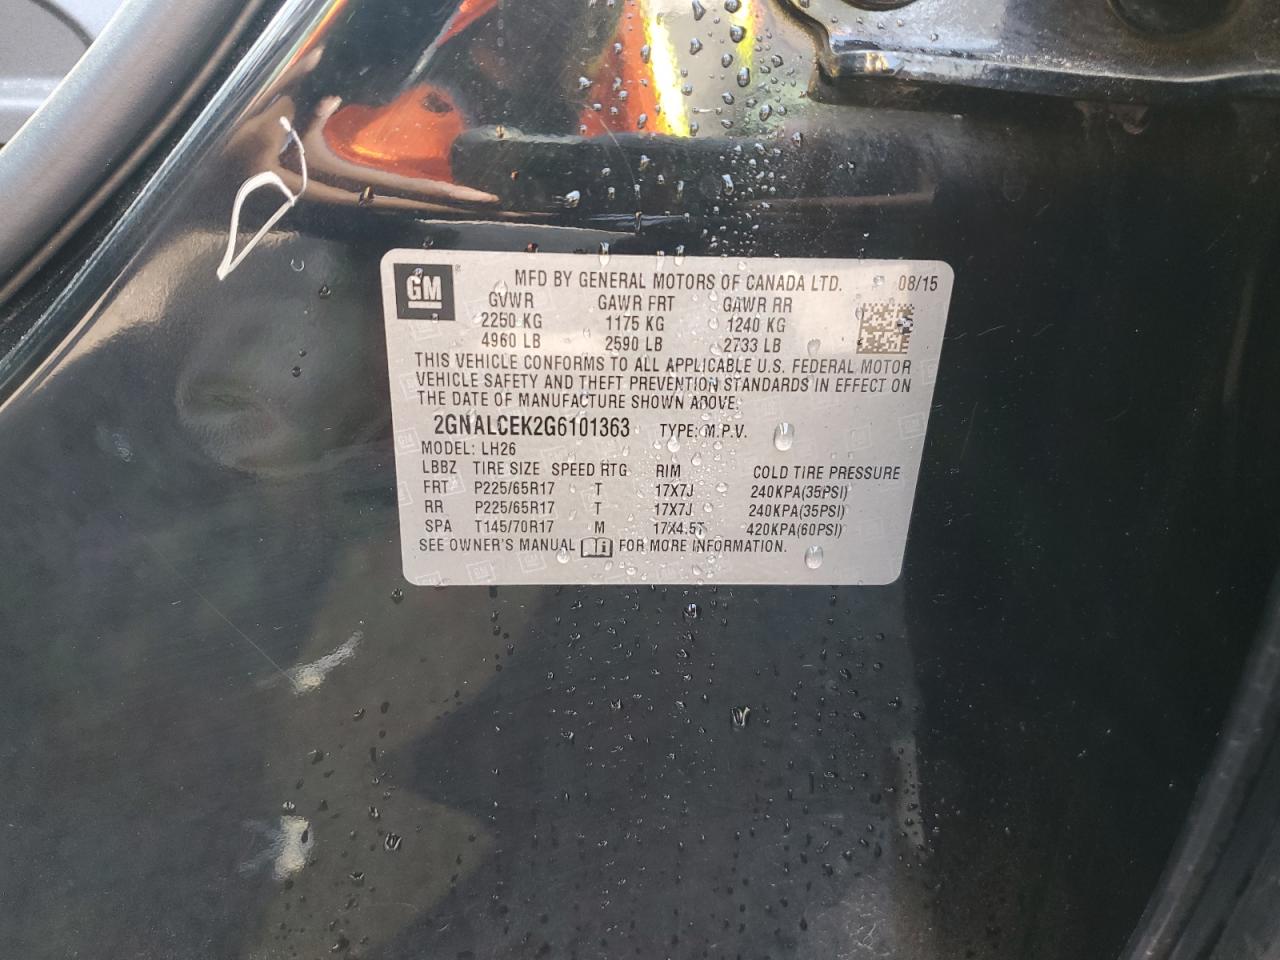 GM
MFD BY GENERAL MOTORS OF CANADA LTD. 08/15
GVWR GAWR FRT GAWR RR
2250 KG 1175 KG 1240 KG
4960 LB 2590 LB 2733 LB
THIS VEHICLE CONFORMS TO ALL APPLICABLE U.S. FEDERAL MOTOR
VEHICLE SAFETY AND THEFT PREVENTION STANDARDS IN EFFECT ON
THE DATE OF MANUFACTURE SHOWN ABOVE.
2GNALCEK2G6101363 TYPE: M.P.V.
MODEL: LH26
LBBZ TIRE SIZE SPEED RTG RIM COLD TIRE PRESSURE
FRT P225/65R17 T 17X7J 240KPA(35PSI)
RR P225/65R17 T 17X7J 240KPA(35PSI)
SPA T145/70R17 M 17X4.5T 420KPA(60PSI)
SEE OWNER'S MANUAL FOR MORE INFORMATION.